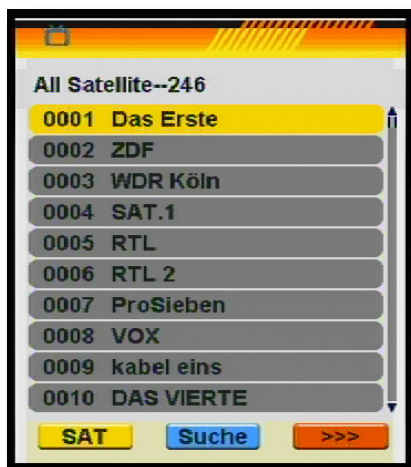 All Satellite--246
0001 Das Erste
0002 ZDF
0003 WDR Köln
0004 SAT.1
0005 RTL
0006 RTL 2
0007 ProSieben
0008 VOX
0009 kabel eins
0010 DAS VIERTE
SAT Suche >>>